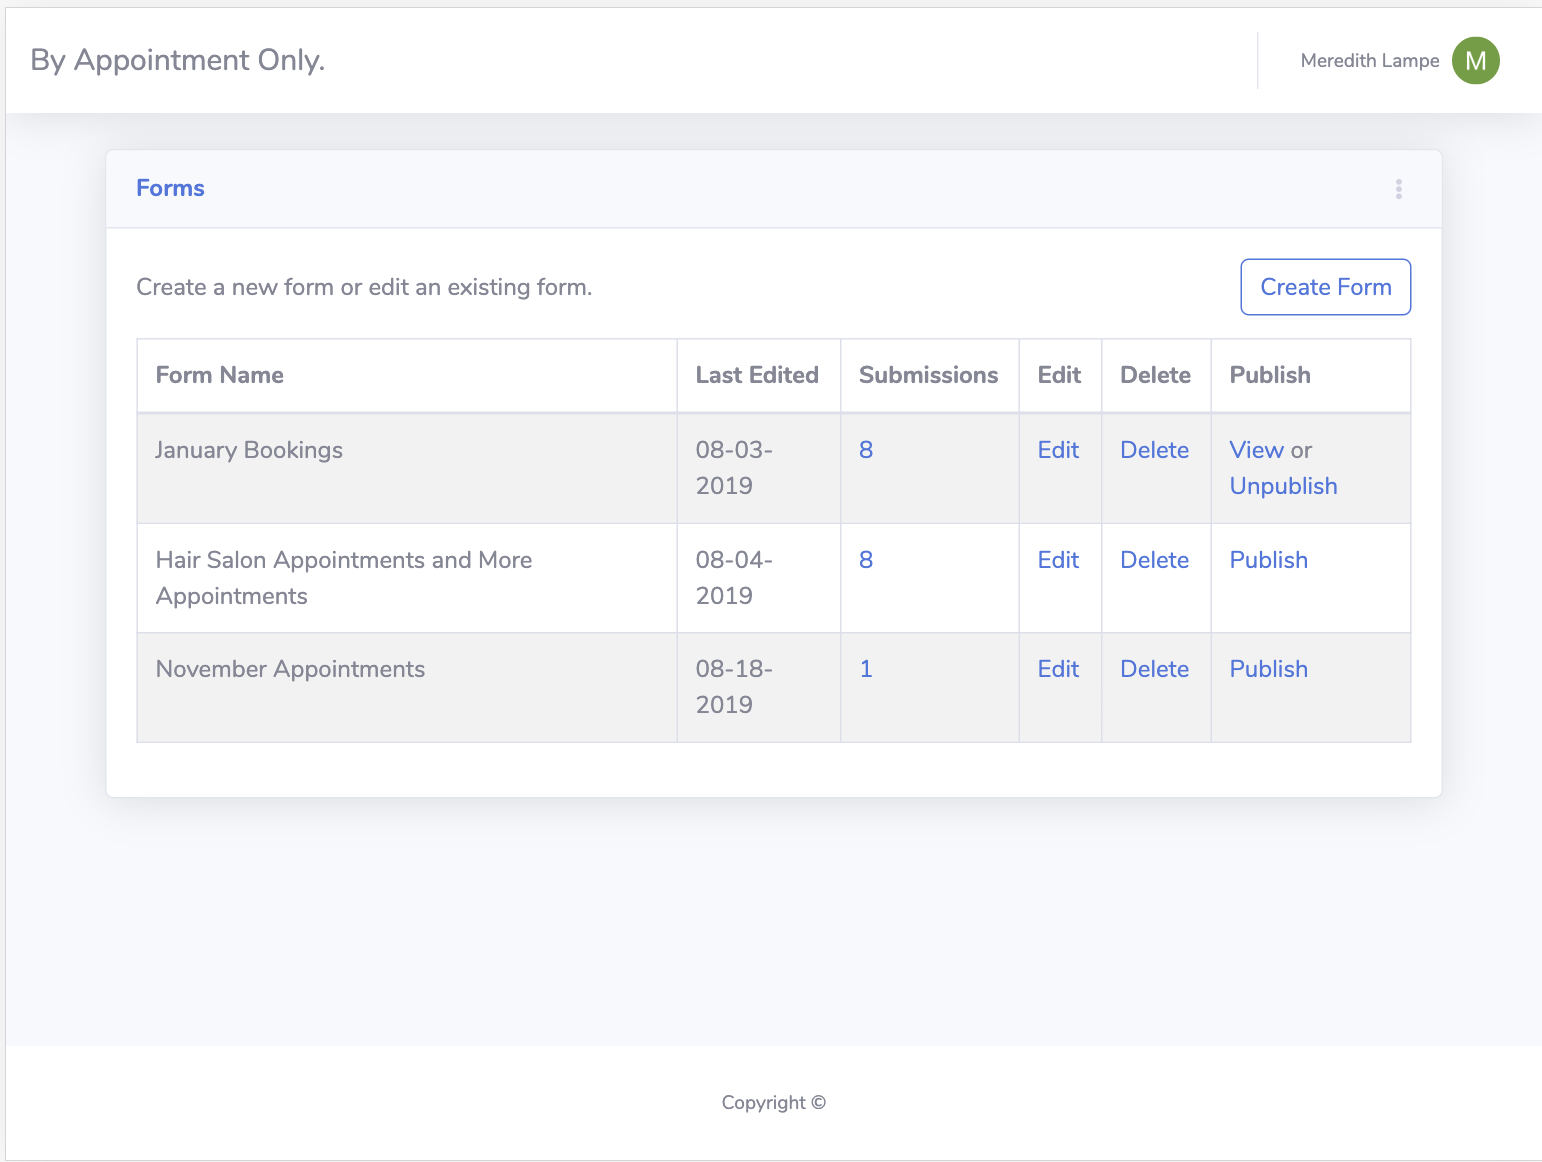 By Appointment Only.
Meredith Lampe M
Forms
Create a new form or edit an existing form.
Create Form
Form Name Last Edited Submissions Edit Delete Publish
January Bookings 08-03- 8 Edit Delete View or
2019 Unpublish
Hair Salon Appointments and More 08-04- 8 Edit Delete Publish
Appointments 2019
November Appointments 08-18- 1 Edit Delete Publish
2019
Copyright ©